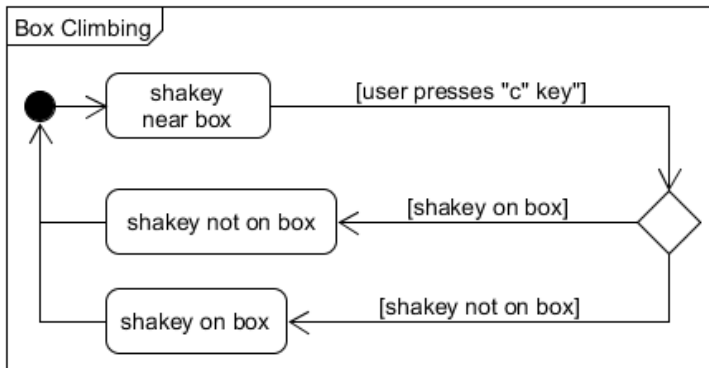 Box Climbing
shakey
near box
[user presses "c" key"]
shakey not on box
[shakey on box]
shakey on box
[shakey not on box]